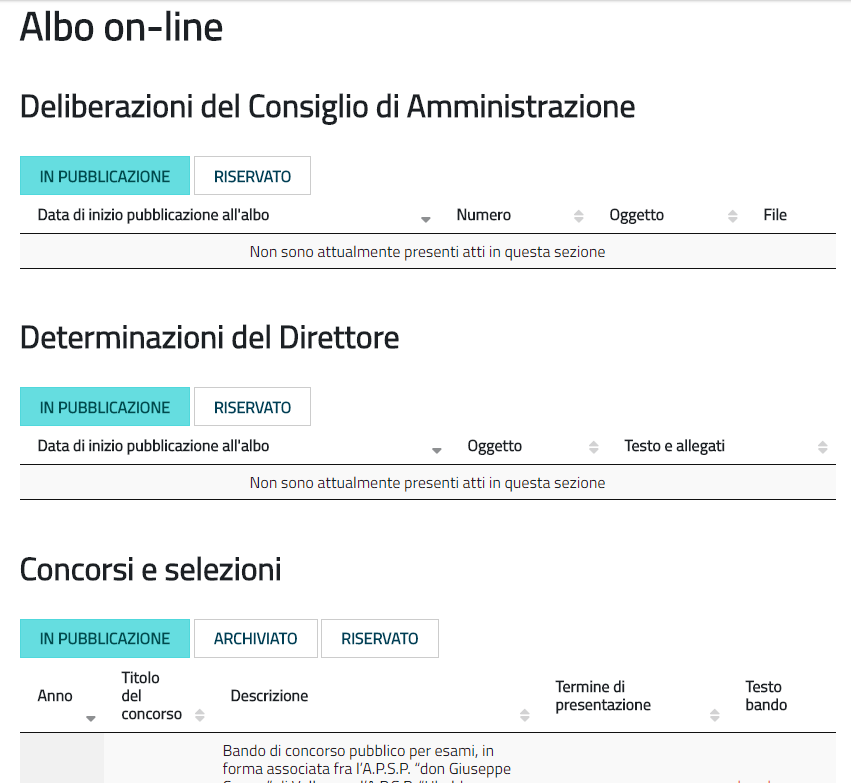 Albo on-line
Deliberazioni del Consiglio di Amministrazione
IN PUBBLICAZIONE RISERVATO
Data di inizio pubblicazione all'albo Numero Oggetto File
Non sono attualmente presenti atti in questa sezione
Determinazioni del Direttore
IN PUBBLICAZIONE RISERVATO
Data di inizio pubblicazione all'albo Oggetto Testo e allegati
Non sono attualmente presenti atti in questa sezione
Concorsi e selezioni
IN PUBBLICAZIONE ARCHIVIATO RISERVATO
Anno
Titolo
del
concorso
Descrizione
Termine di
presentazione
Testo
bando
Bando di concorso pubblico per esami, in
forma associata fra l'A.P.S.P. "don Giuseppe